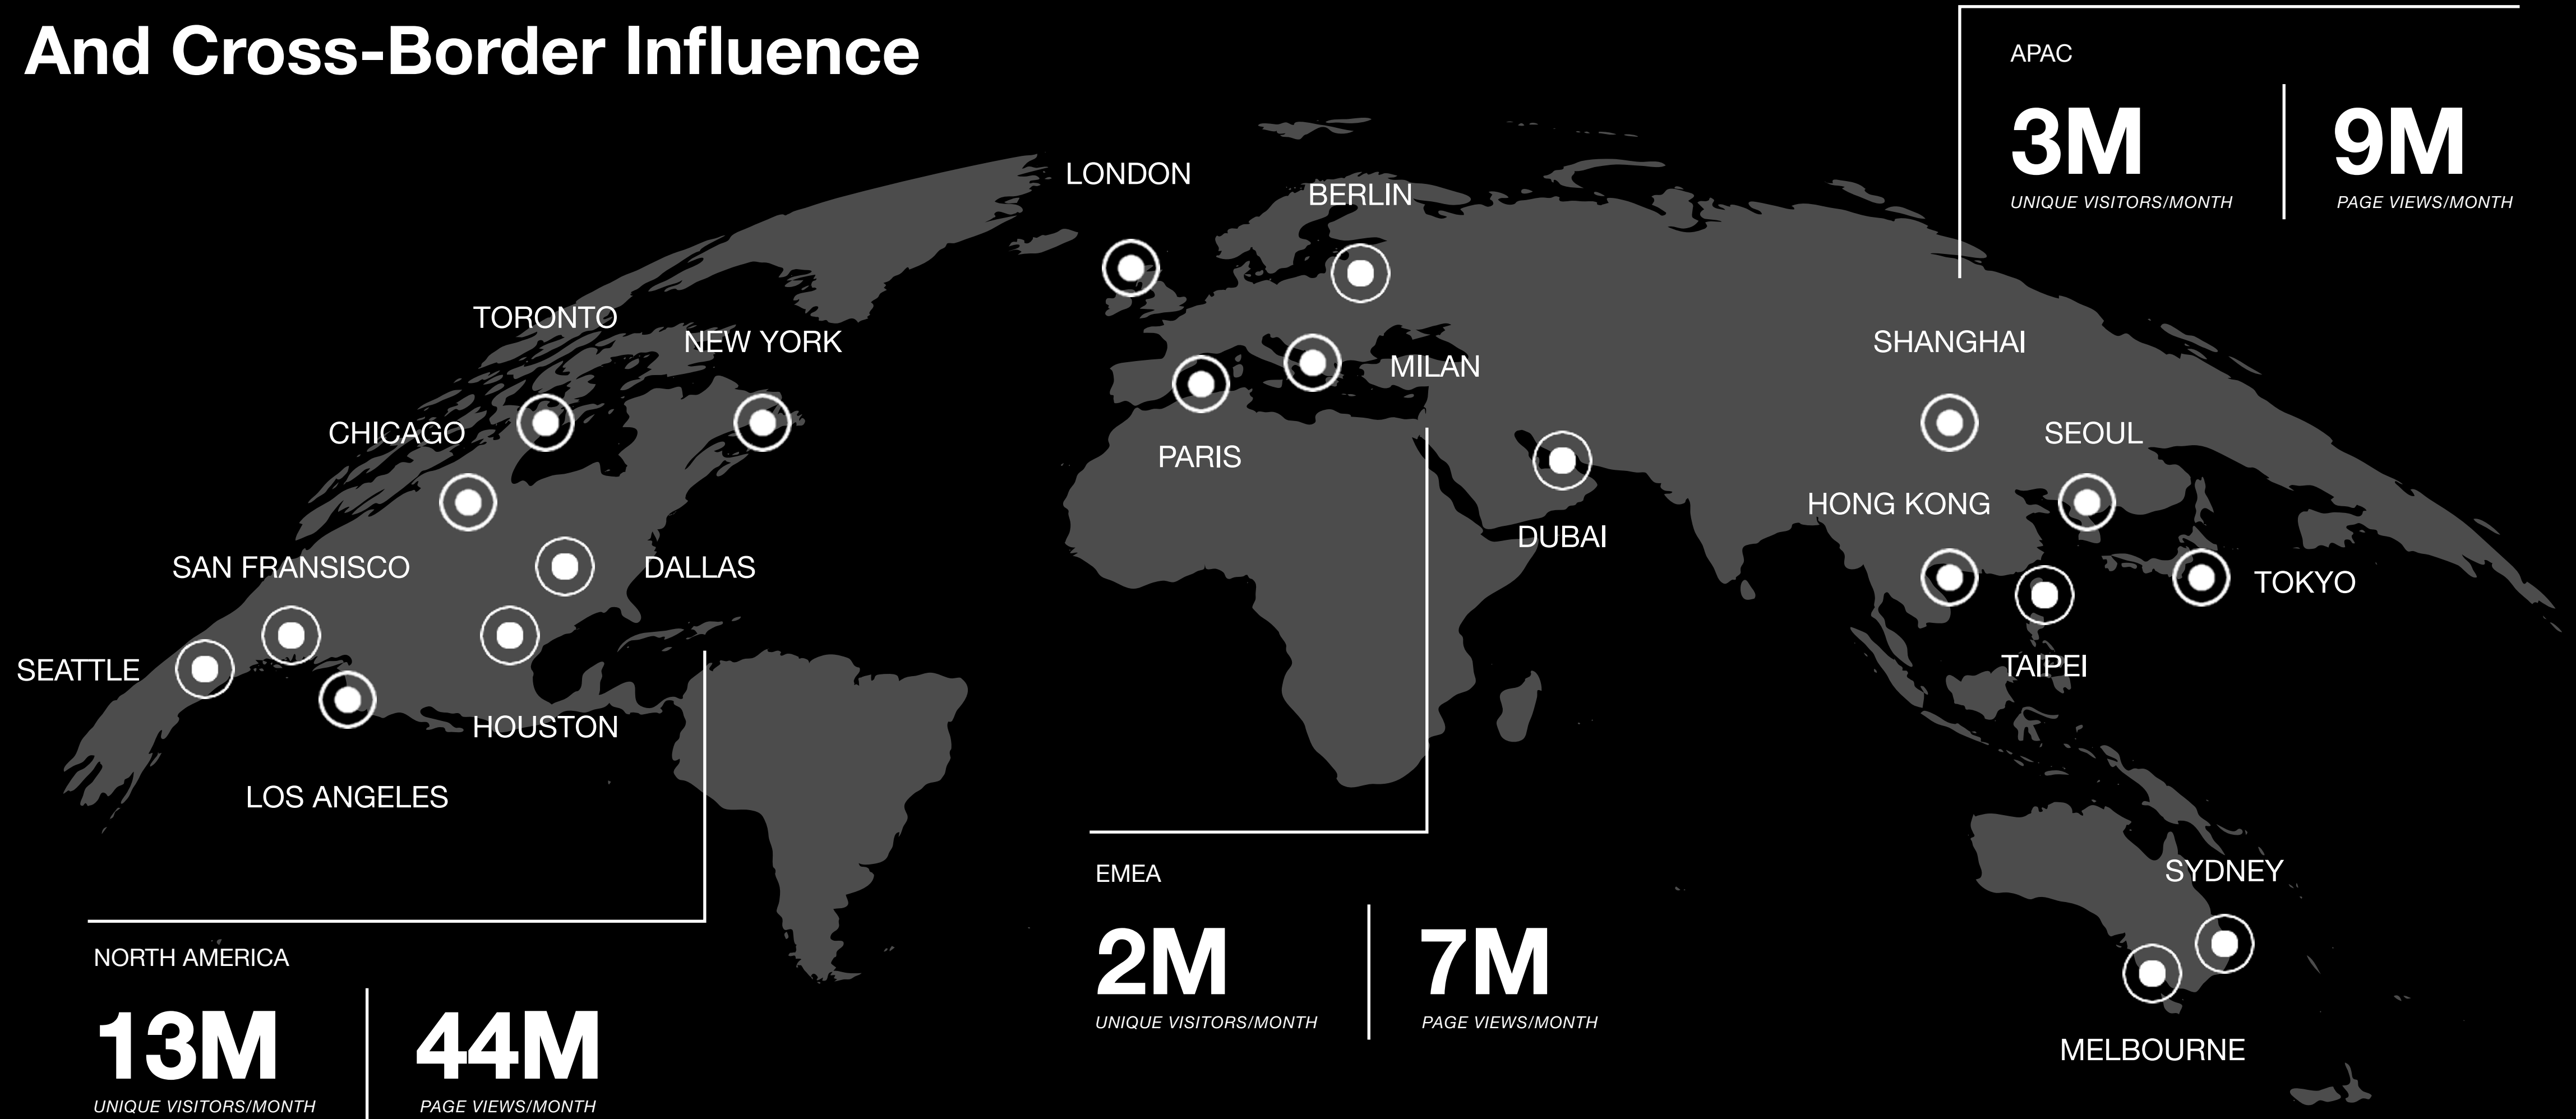 And Cross-Border Influence
APAC
3M
UNIQUE VISITORS/MONTH
9M
PAGE VIEWS/MONTH
LONDON
BERLIN
TORONTO
NEW YORK
CHICAGO
MILAN
PARIS
SHANGHAI
SEOUL
HONG KONG
DUBAI
SAN FRANSISCO
DALLAS
TOKYO
SEATTLE
TAIPEI
HOUSTON
LOS ANGELES
SYDNEY
MELBOURNE
NORTH AMERICA
13M
UNIQUE VISITORS/MONTH
44M
PAGE VIEWS/MONTH
EMEA
2M
UNIQUE VISITORS/MONTH
7M
PAGE VIEWS/MONTH